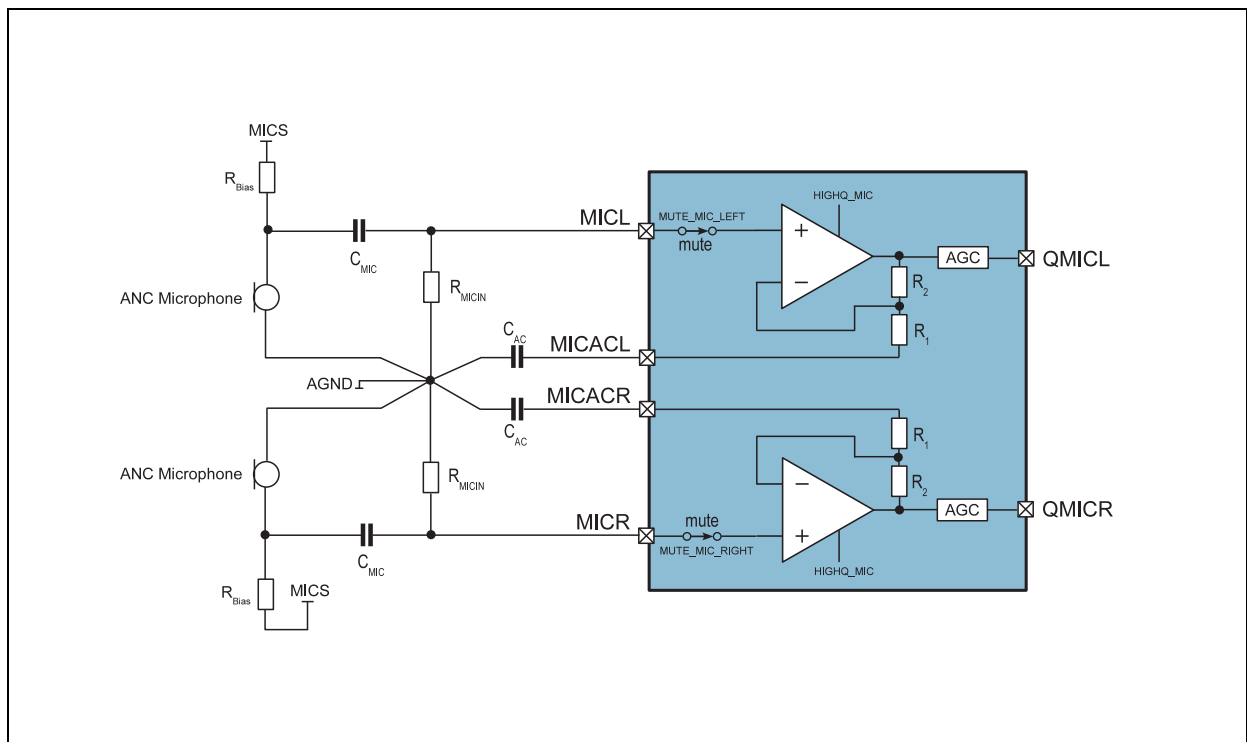 MICS
R_Bias
MICL
MUTE_MIC_LEFT
mute
HIGHQ_MIC
+
−
AGC
QMICL
C_MIC
R_MICIN
R_2
R_1
ANC Microphone
C_AC
MICACL
AGND
MICACR
C_AC
R_1
R_2
ANC Microphone
R_MICIN
−
+
AGC
QMICR
MICR
mute
MUTE_MIC_RIGHT
HIGHQ_MIC
C_MIC
R_Bias
MICS